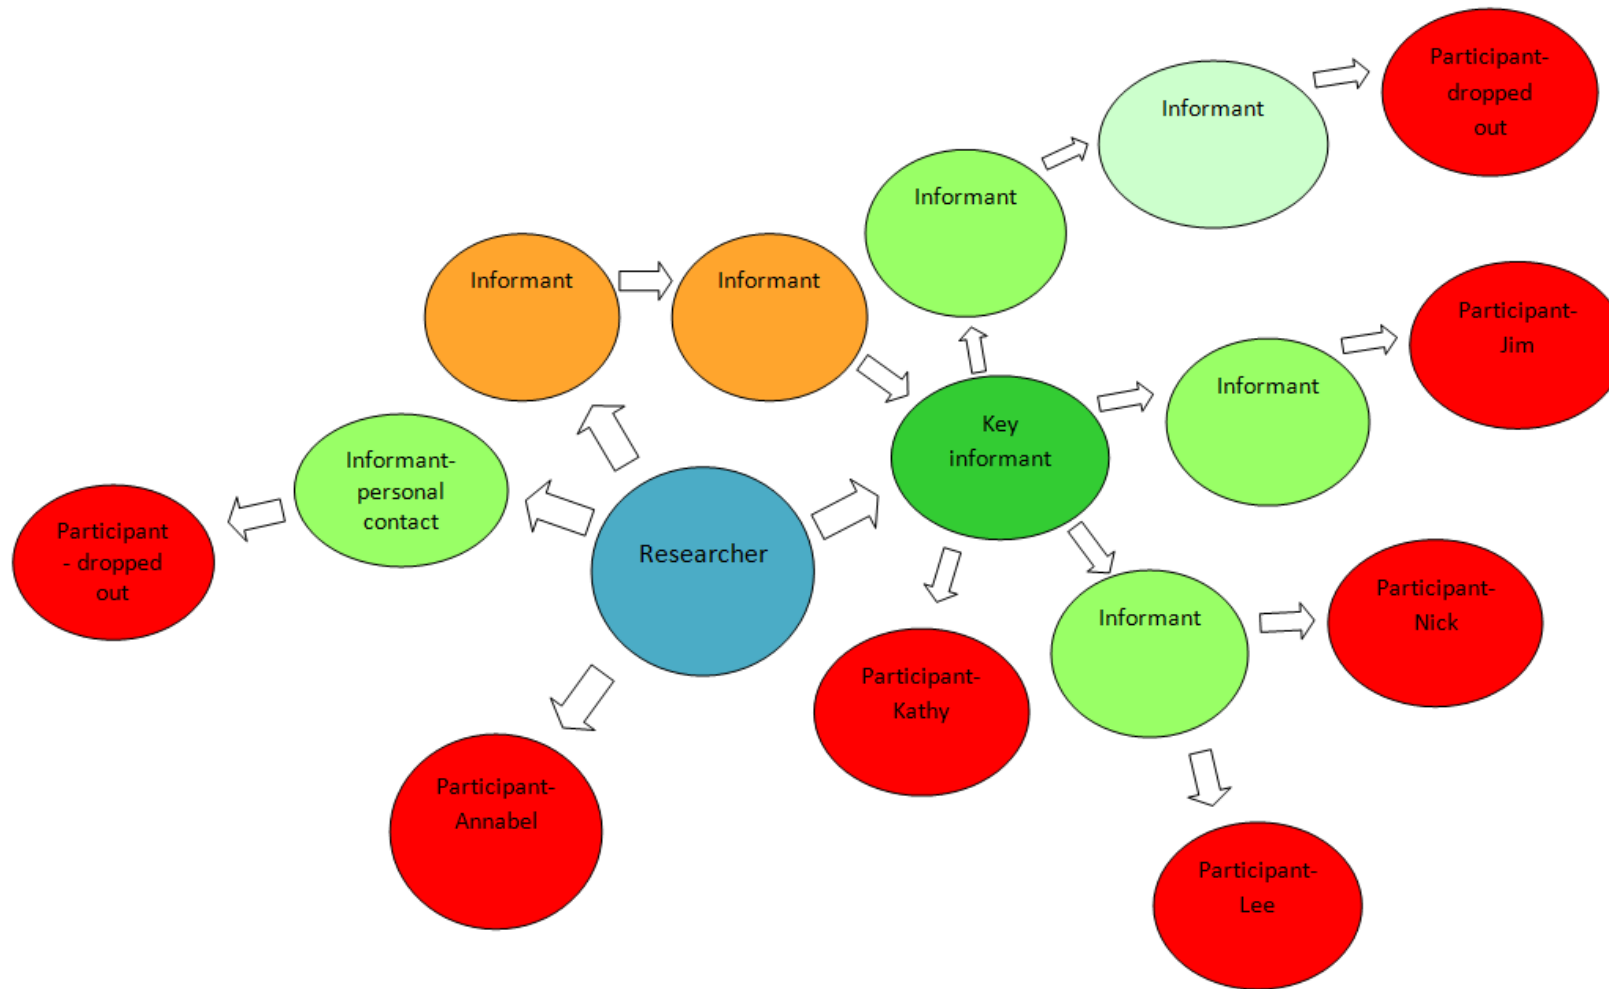 Participant-
dropped
out
Informant
Informant
Informant
Informant
Participant-
Jim
Informant
Key
informant
Informant-
personal
contact
Participant
- dropped
out
Researcher
Informant
Participant-
Nick
Participant-
Kathy
Participant-
Annabel
Participant-
Lee